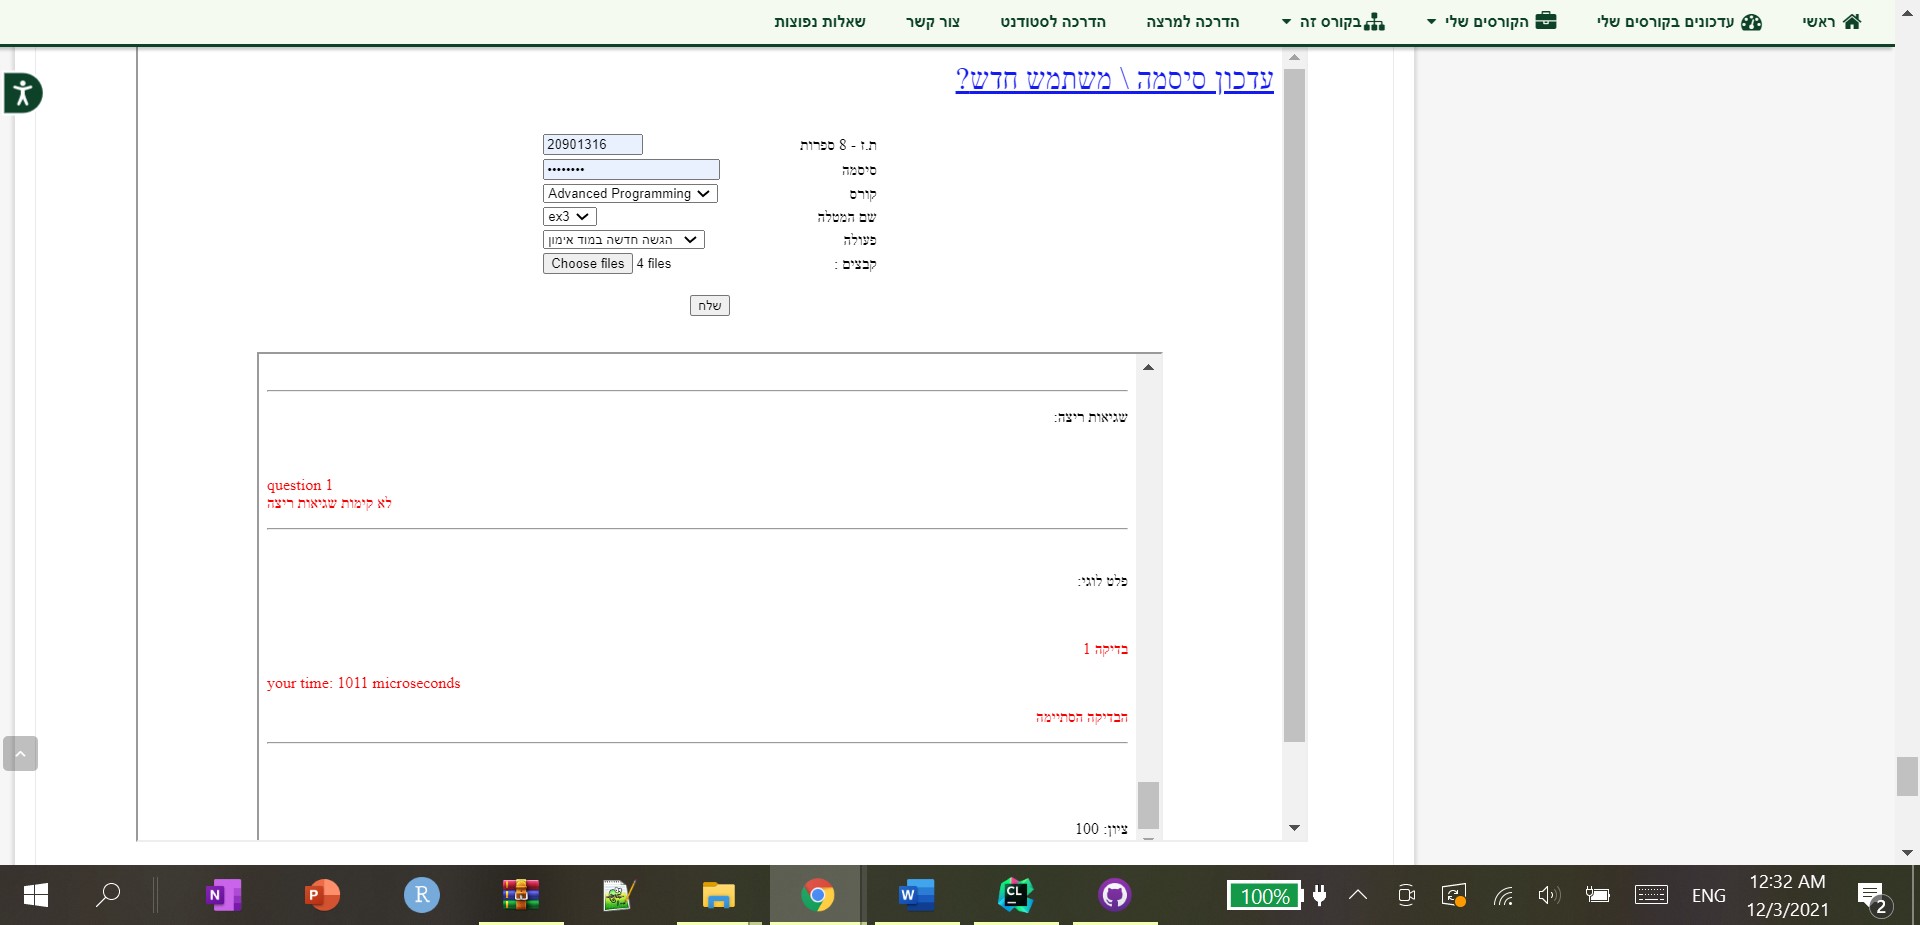 ראשי
עדכונים בקורסים שלי
הקורסים שלי
בקורס זה
הדרכה למרצה
הדרכה לסטודנט
צור קשר
שאלות נפוצות
עדכון סיסמה \ משתמש חדש?
ת.ז - 8 ספרות 20901316
סיסמה ••••••••
קורס Advanced Programming
שם המטלה ex3
פעולה הגשה חדשה במוד אימון
קבצים : Choose files 4 files
שלח
שגיאות ריצה:
question 1
לא קימות שגיאות ריצה
פלט לוגי:
בדיקה 1
your time: 1011 microseconds
הבדיקה הסתיימה
ציון: 100
N P R W CL 100% ENG 12:32 AM
12/3/2021
2